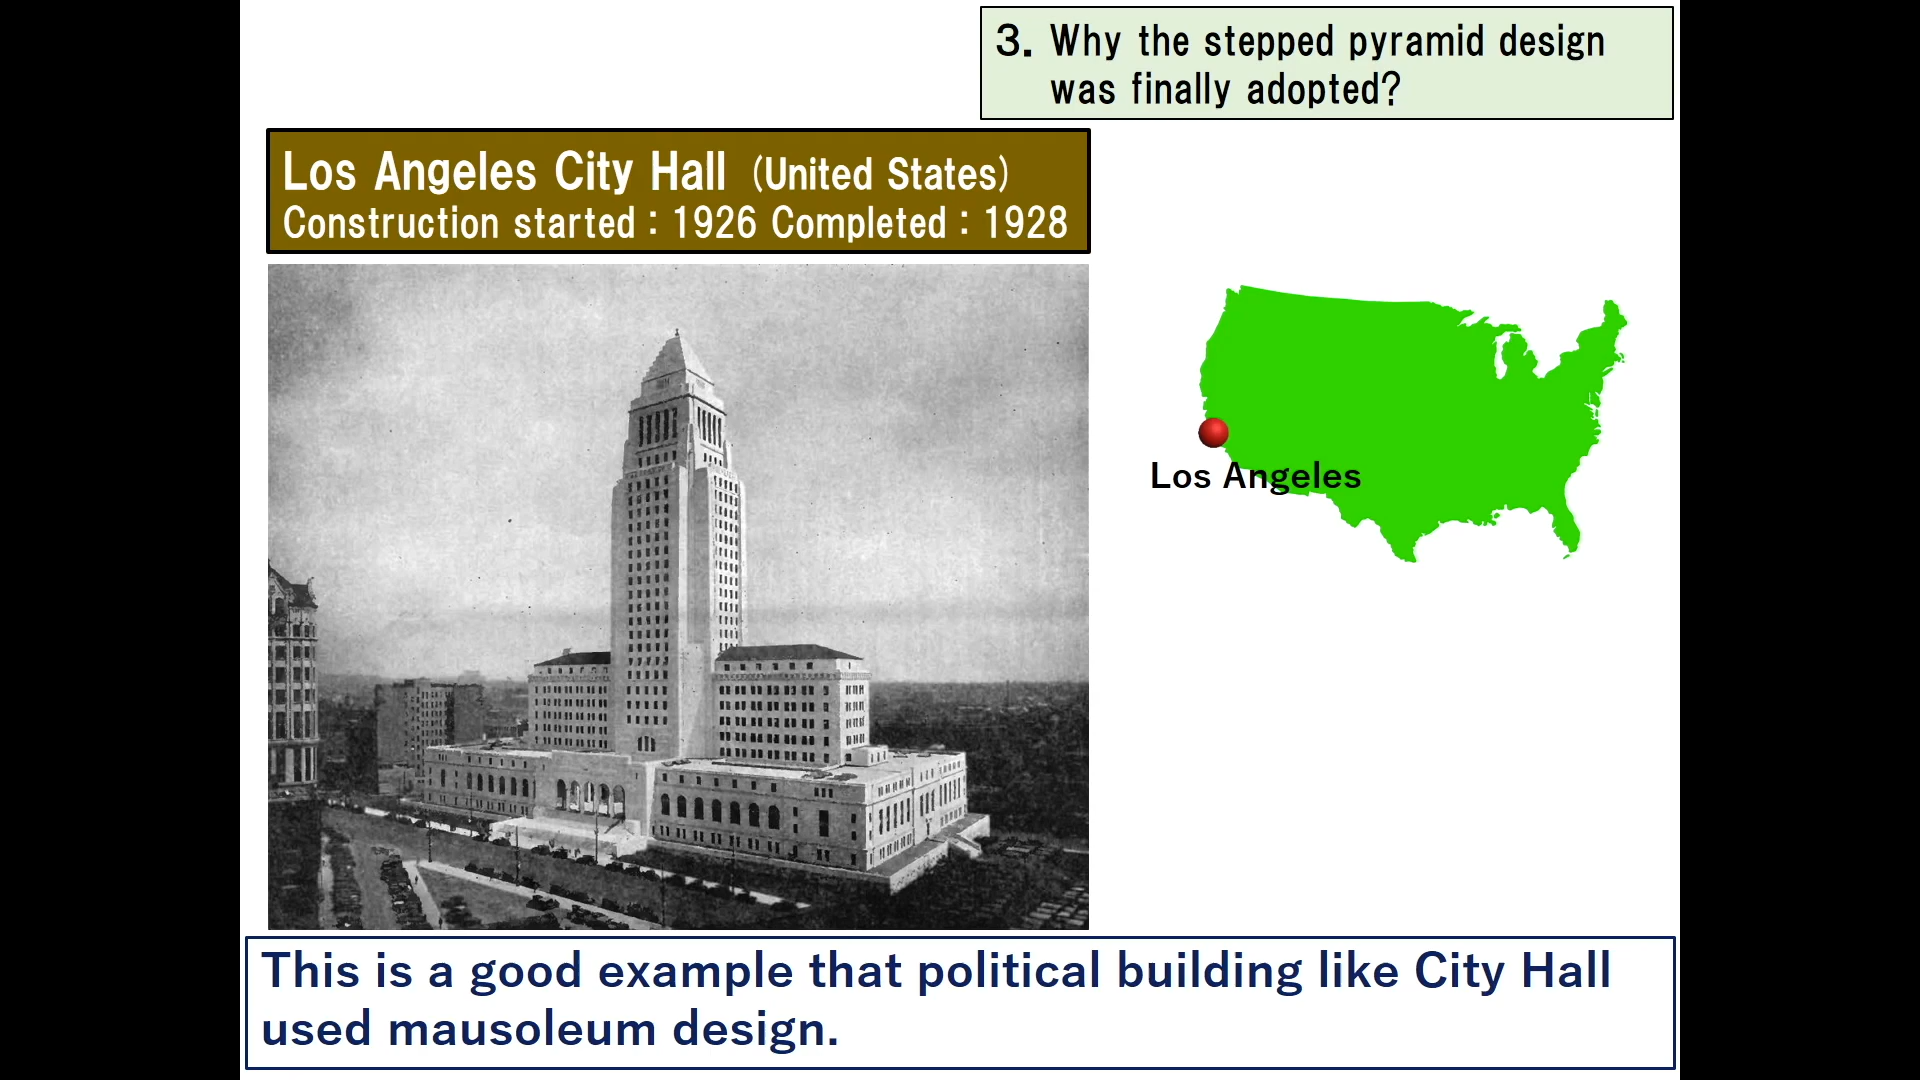 3. Why the stepped pyramid design
was finally adopted?
Los Angeles City Hall (United States)
Construction started : 1926 Completed : 1928
Los Angeles
This is a good example that political building like City Hall
used mausoleum design.